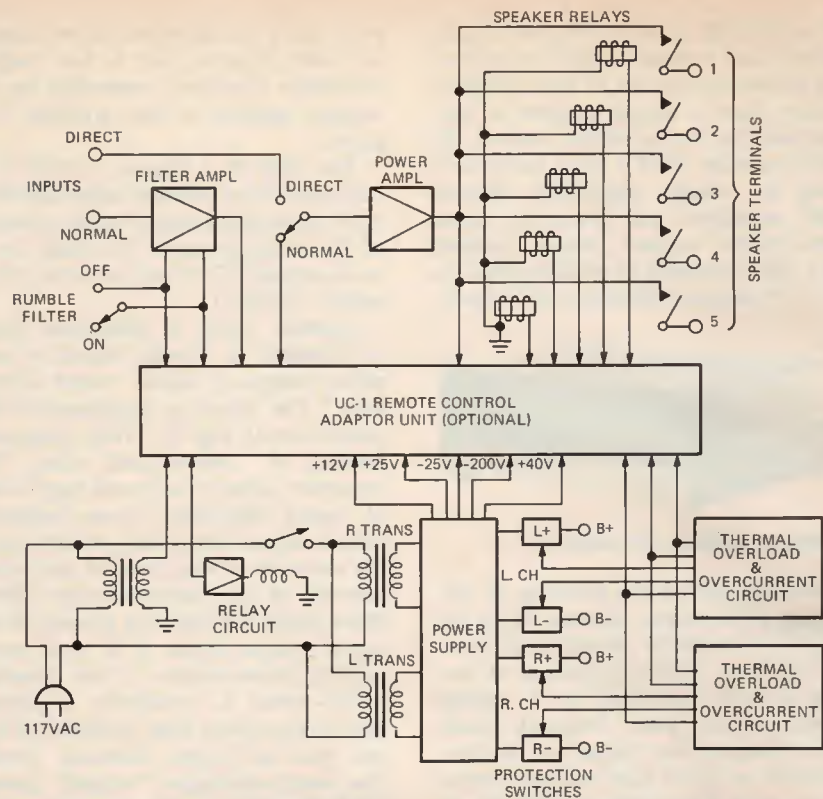 SPEAKER RELAYS
1
2
3
4
5
SPEAKER TERMINALS
DIRECT
INPUTS
NORMAL
FILTER AMPL
DIRECT
NORMAL
POWER
AMPL
OFF
RUMBLE
FILTER
ON
UC-1 REMOTE CONTROL
ADAPTOR UNIT (OPTIONAL)
+12V
+25V
-25V
-200V
+40V
R TRANS
L TRANS
RELAY
CIRCUIT
117VAC
POWER
SUPPLY
L+
B+
L. CH
L-
B-
R+
B+
R. CH
R-
B-
PROTECTION
SWITCHES
THERMAL
OVERLOAD
&
OVERCURRENT
CIRCUIT
THERMAL
OVERLOAD
&
OVERCURRENT
CIRCUIT